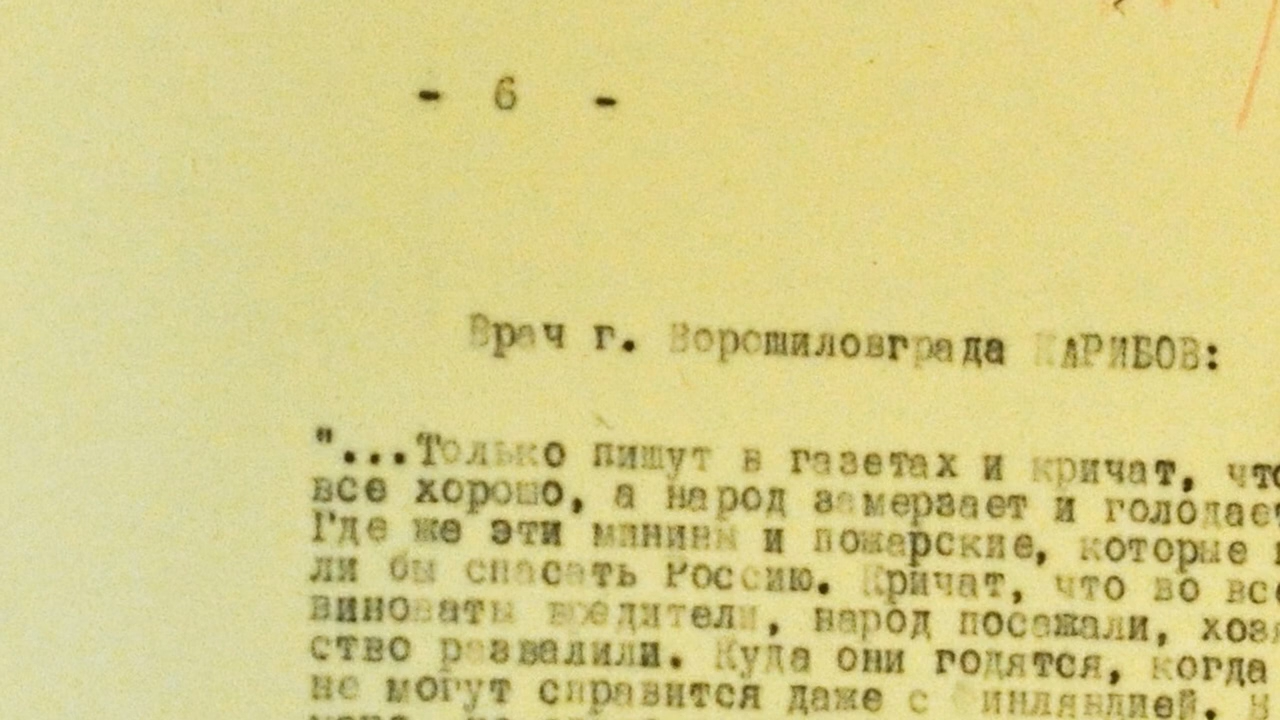 - 6 -
Врач г. Ворошиловграда КАРИБОВ:
"...Только пишут в газетах и кричат, что
все хорошо, а народ замерзает и голодает
Где же эти минины и пожарские, которые
ли бы спасать Россию. Кричат, что во все
виноваты вредители, народ посажали, хозя
ство развалили. Куда они годятся, когда
не могут справится даже с Финляндией.